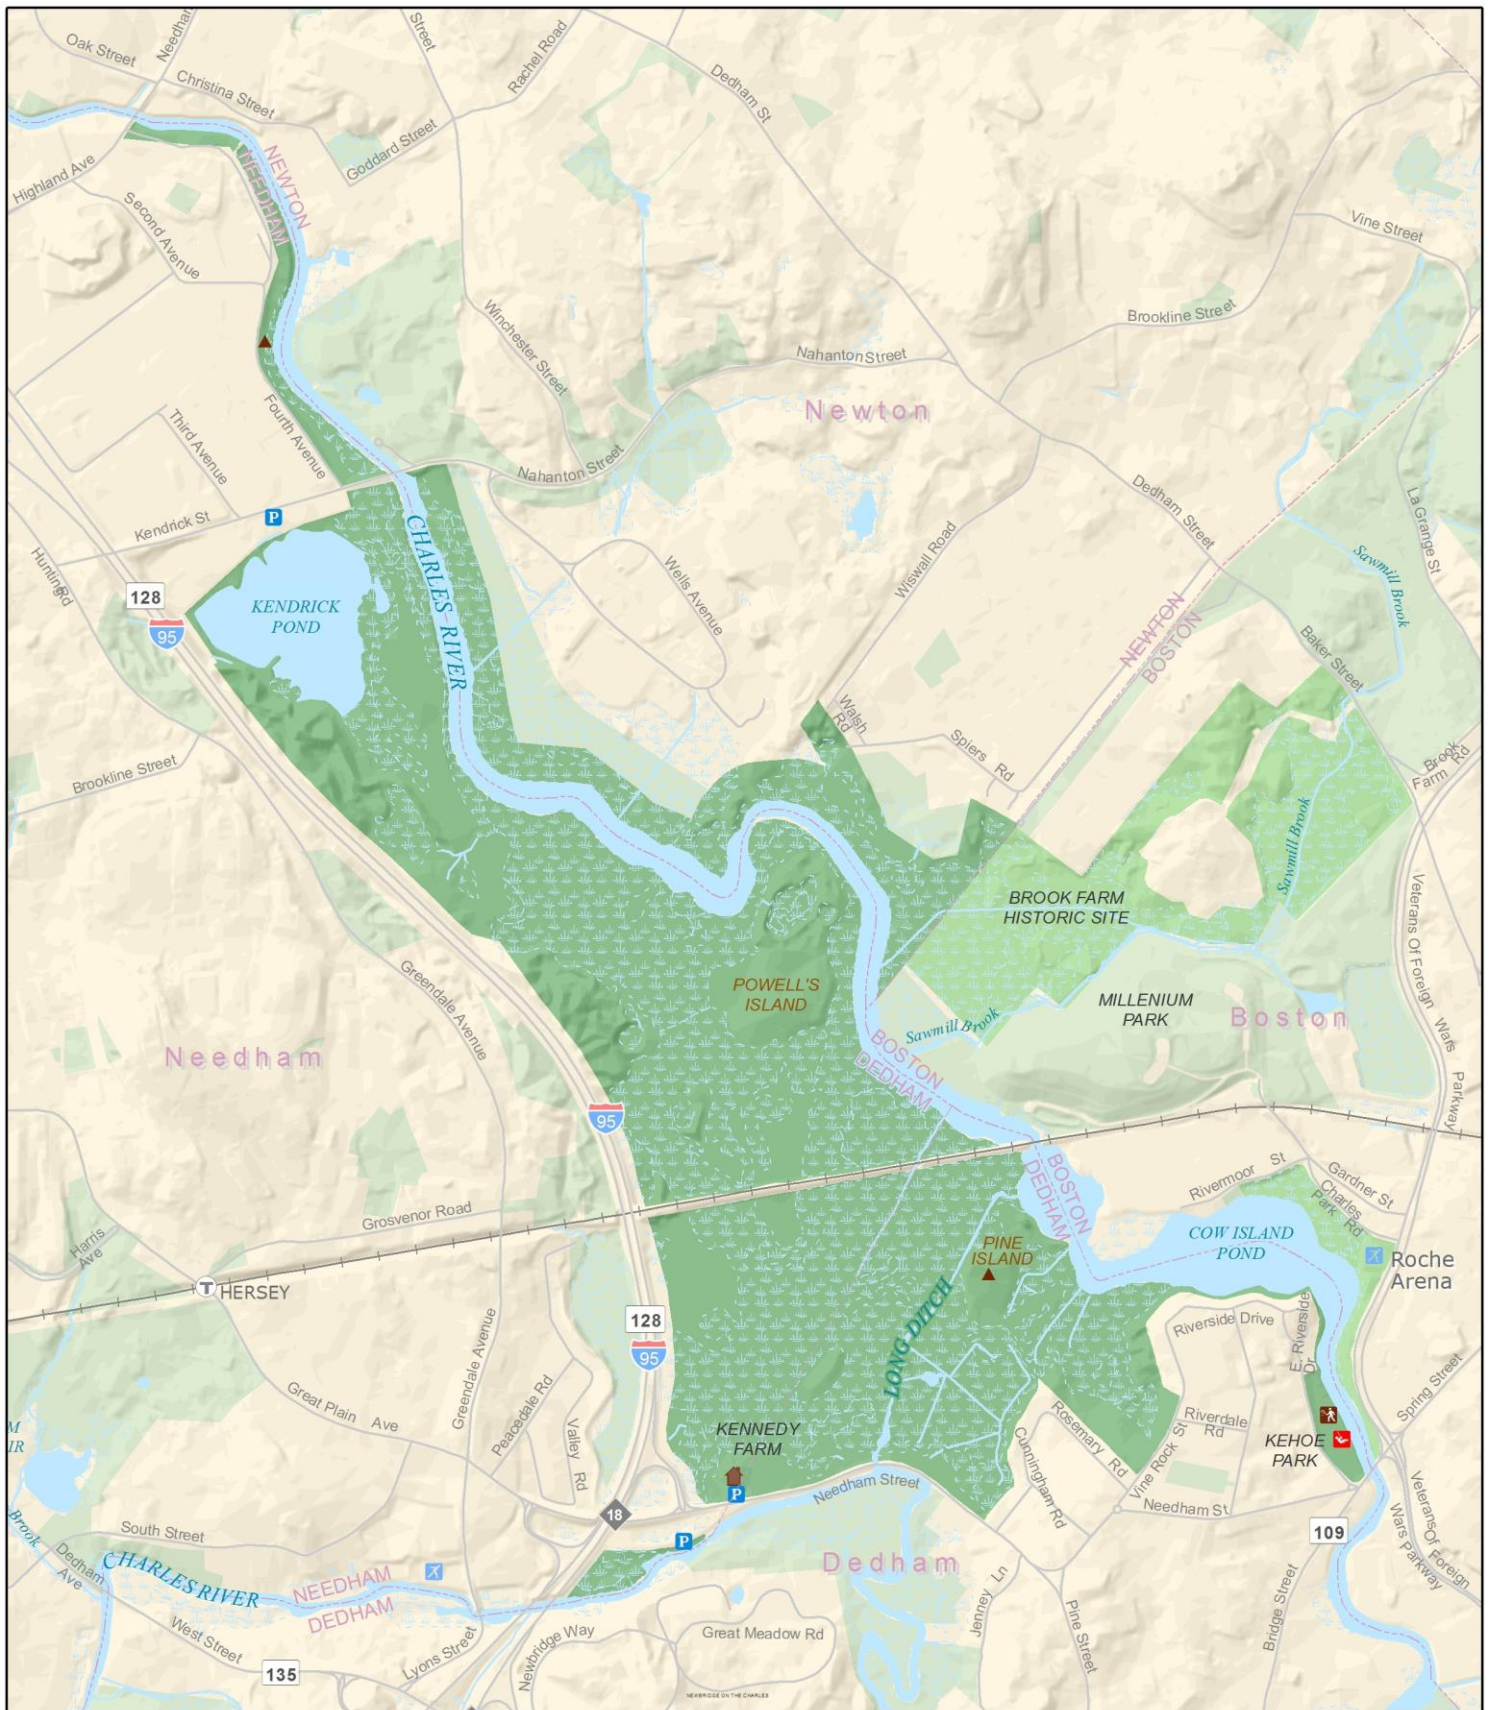 Oak Street
Needham
Street
Rachel Road
Christina Street
Dedham St
Goddard Street
Highland Ave
NEWTON
NEEDHAM
Second Avenue
Vine Street
Winchester Street
Brookline Street
Nahanton Street
Newton
Third Avenue
Fourth Avenue
Nahanton Street
Dedham Street
La Grange St
P
Kendrick St
CHARLES RIVER
Wiswall Road
Sawmill Brook
Hunting Rd
128
95
KENDRICK
POND
Wells Avenue
NEWTON
BOSTON
Baker Street
Walsh
Rd
Spiers Rd
Brookline Street
Brook
Farm Rd
Sawmill Brook
BROOK FARM
HISTORIC SITE
Veterans Of Foreign Wars Parkway
Greendale Avenue
POWELL'S
ISLAND
MILLENIUM
PARK
Boston
Sawmill Brook
Needham
BOSTON
DEDHAM
95
Rivermoor St
Gardner St
Charles
Park Rd
BOSTON
DEDHAM
Grosvenor Road
Harris
Ave
COW ISLAND
POND
PINE
ISLAND
Roche
Arena
T HERSEY
128
95
LONG DITCH
Riverside Drive
E. Riverside
Dr
Greendale Avenue
Great Plain Ave
Peacedale Rd
Valley Rd
Spring Street
Rosemary Rd
Riverdale
Rd
KENNEDY
FARM
Cunningham Rd
Vine Rock St
KEHOE
PARK
P
Needham Street
Needham St
M
IR
18
109
Veterans Of Foreign
Wars Parkway
South Street
Brook
Dedham
Ave
P
Dedham
CHARLES RIVER
NEEDHAM
DEDHAM
Jenney Ln
Pine Street
Bridge Street
West Street
Lyons Street
Newbridge Way
Great Meadow Rd
135
NEWBRIDGE ON THE CHARLES